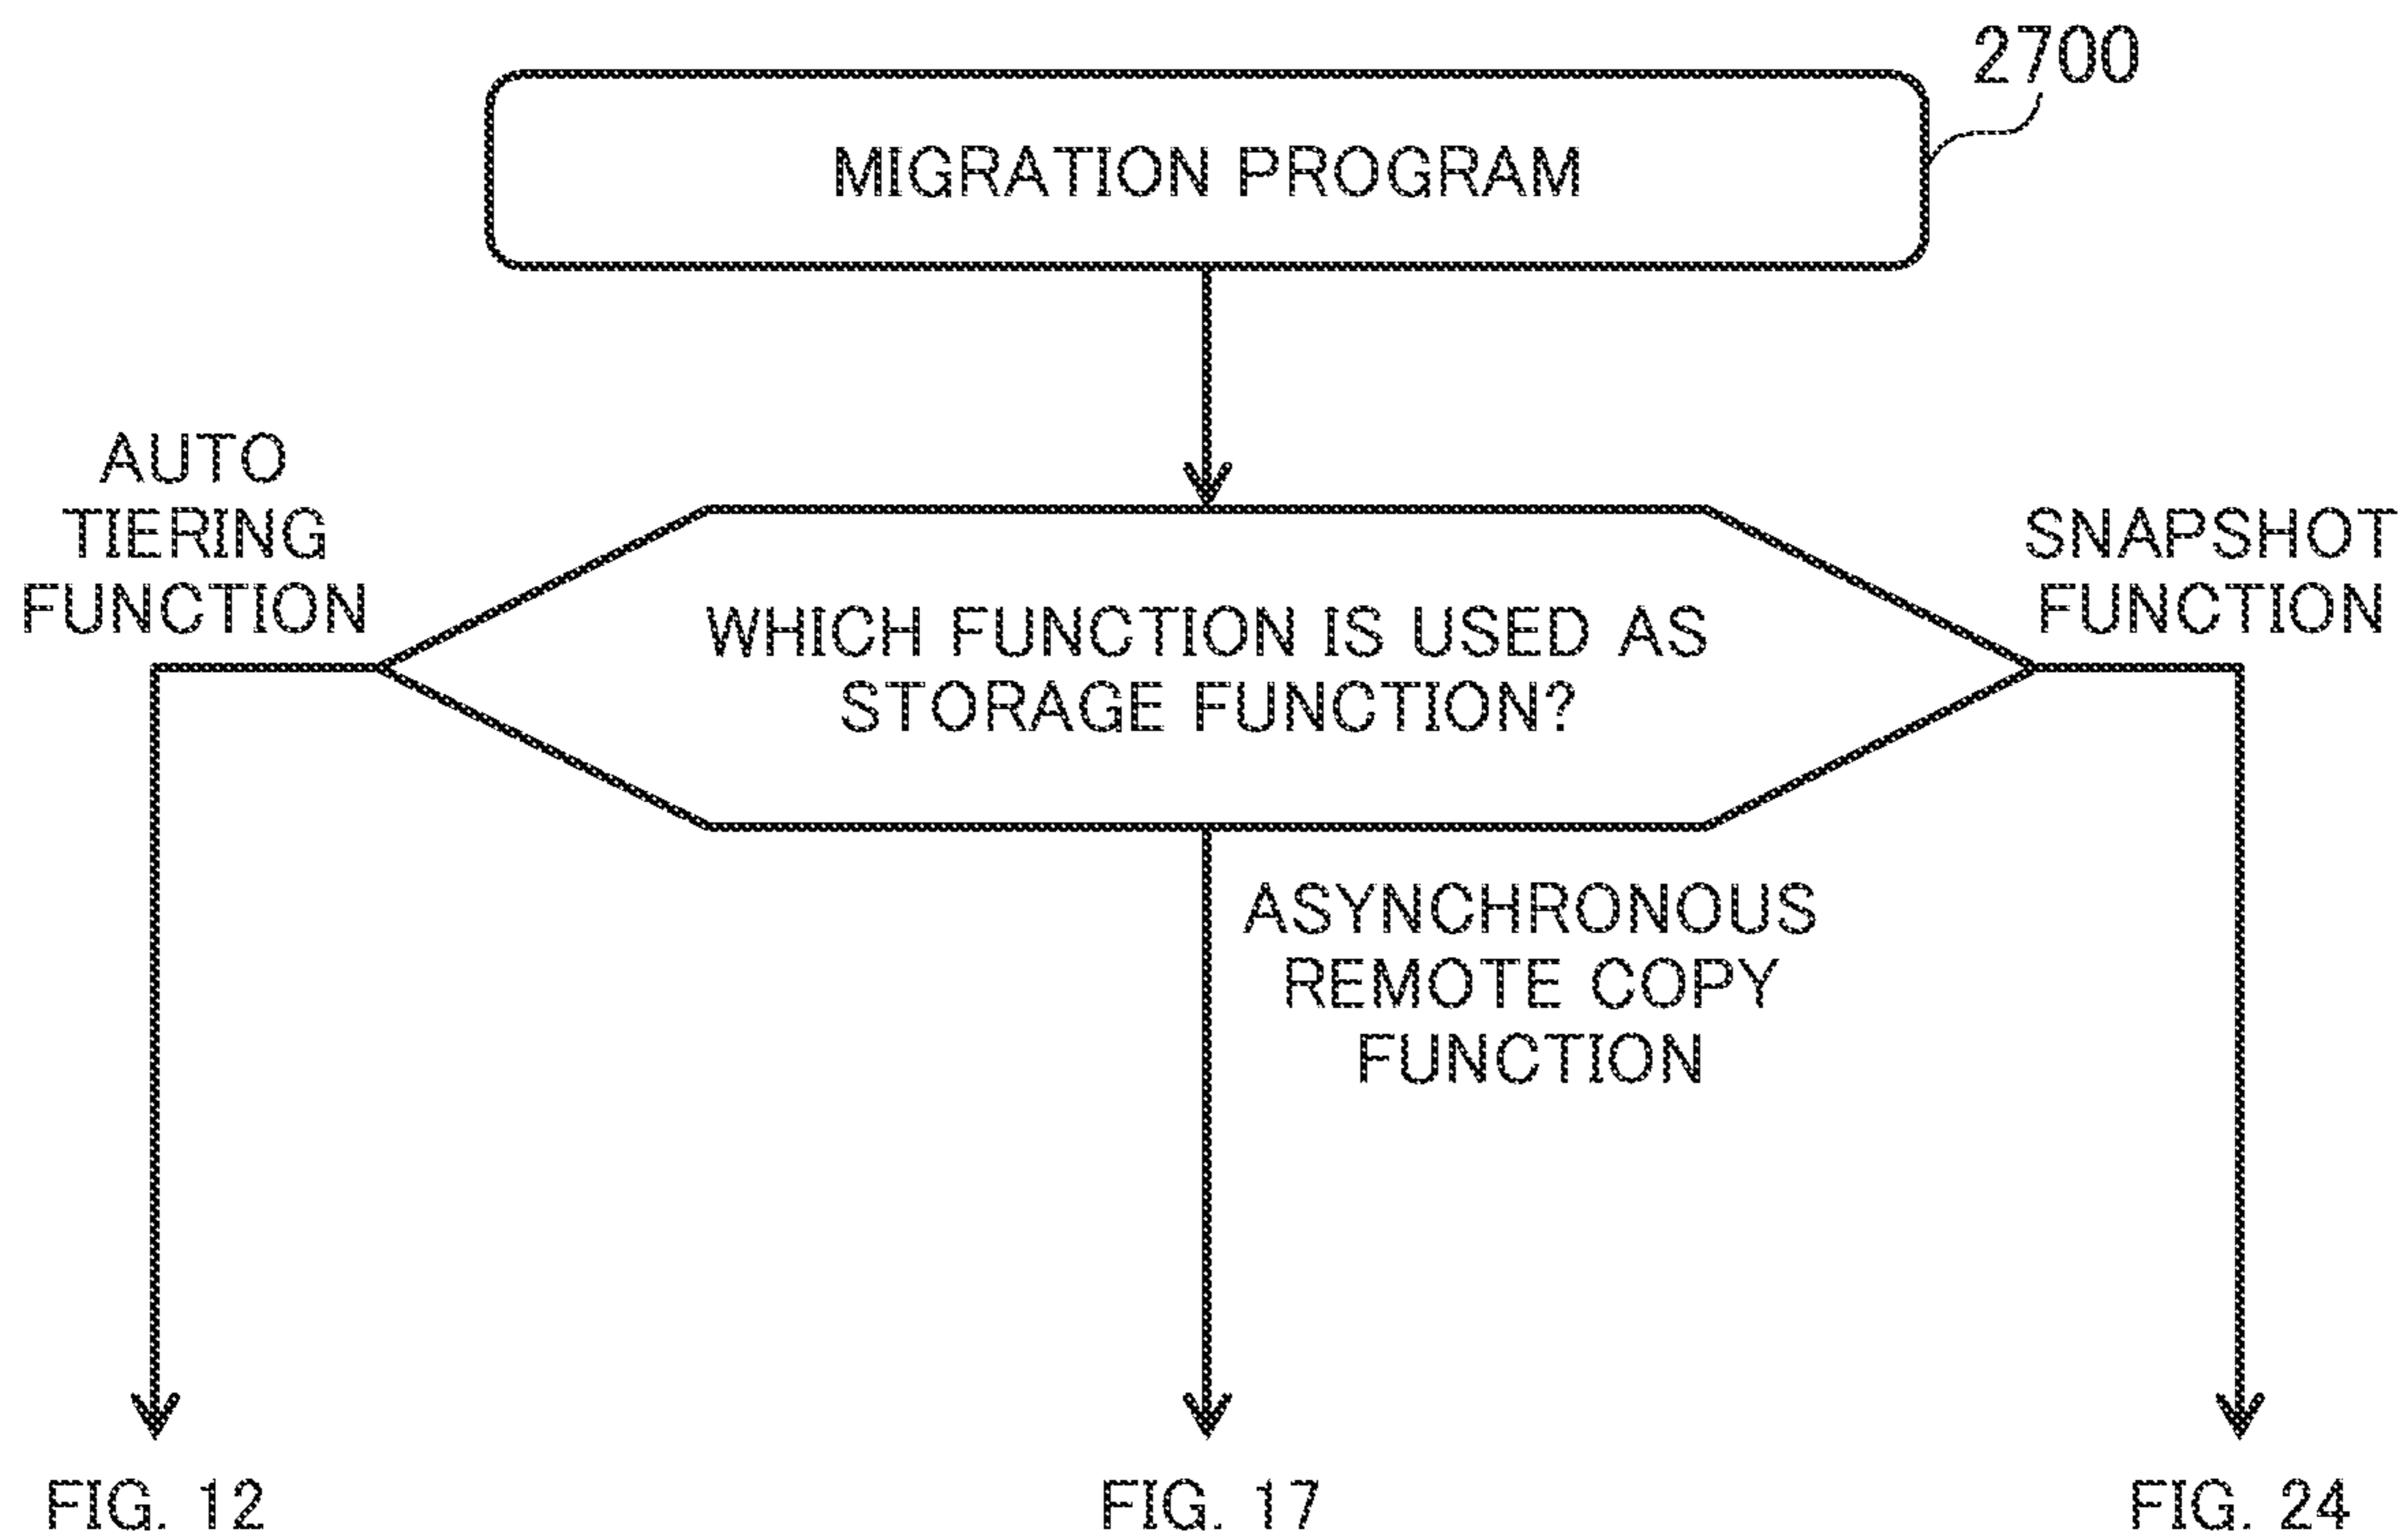 2700
MIGRATION PROGRAM
AUTO
TIERING
FUNCTION
WHICH FUNCTION IS USED AS
STORAGE FUNCTION?
SNAPSHOT
FUNCTION
ASYNCHRONOUS
REMOTE COPY
FUNCTION
FIG. 12
FIG. 17
FIG. 24